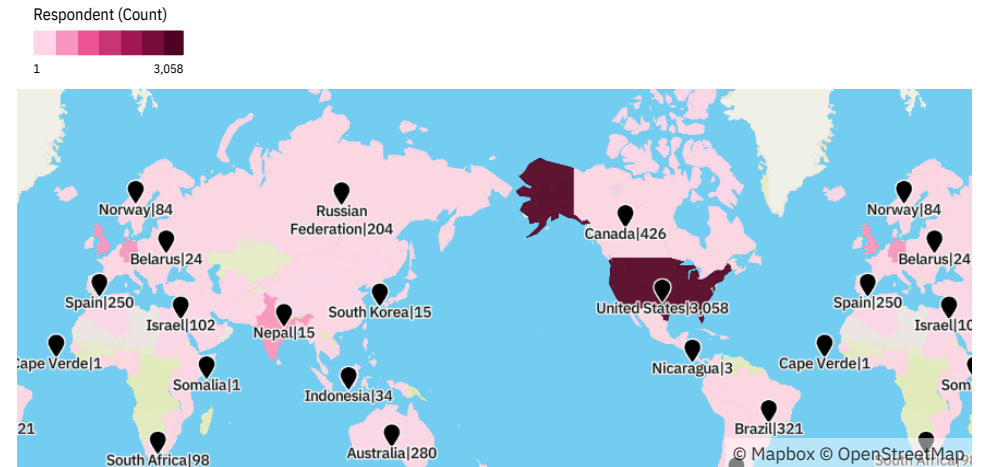 Respondent (Count)
1
3,058
Norway|84
Russian
Federation|204
Canada|426
Norway|84
Belarus|24
Belarus|24
Spain|250
South Korea|15
United States|3,058
Spain|250
Israel|102
Nepal|15
Israel|10
Cape Verde|1
Somalia|1
Nicaragua|3
Cape Verde|1
Som
Indonesia|34
21
Brazil|321
Australia|280
South Africa|98
© Mapbox © OpenStreetMap
South Africa|98